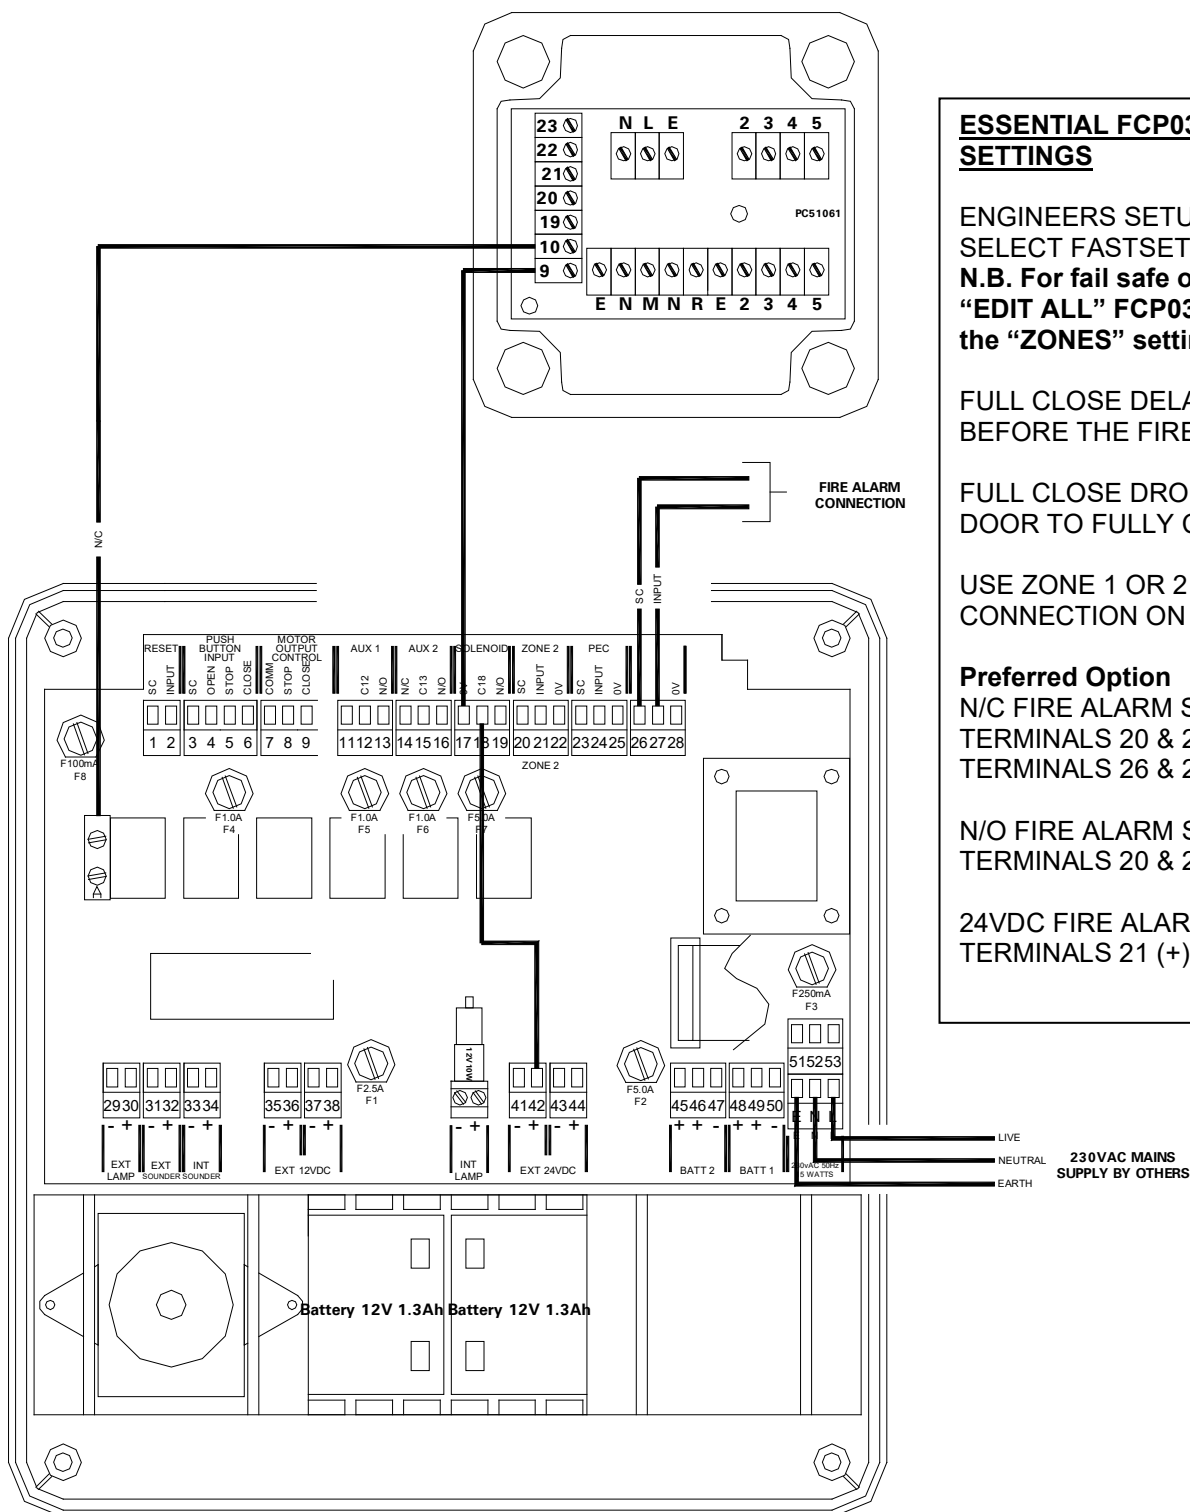 23
22
21
20
19
10
9
N L E
2 3 4 5
PC51061
E N M N R E 2 3 4 5
ESSENTIAL FCP03
SETTINGS
ENGINEERS SETU
SELECT FASTSET
N.B. For fail safe o
“EDIT ALL” FCP03
the “ZONES” setti
FULL CLOSE DELA
BEFORE THE FIRE
FULL CLOSE DRO
DOOR TO FULLY
USE ZONE 1 OR 2
CONNECTION ON
Preferred Option
N/C FIRE ALARM S
TERMINALS 20 & 2
TERMINALS 26 & 2
N/O FIRE ALARM S
TERMINALS 20 & 2
24VDC FIRE ALAR
TERMINALS 21 (+)
FIRE ALARM
CONNECTION
N/C
SC
INPUT
RESET
PUSH
BUTTON
INPUT
MOTOR
OUTPUT
CONTROL
AUX 1
AUX 2
SOLENOID
ZONE 2
PEC
SC INPUT
SC OPEN STOP CLOSE
COMM STOP CLOSE
C12 N/O
N/C C13 N/O
0V C18 N/O
SC INPUT 0V
SC INPUT 0V
0V
1 2 3 4 5 6 7 8 9
11 12 13 14 15 16 17 18 19 20 21 22 23 24 25 26 27 28
ZONE 2
F100mA
F8
F1.0A
F4
F1.0A
F5
F1.0A
F6
F5.0A
F7
A
F250mA
F3
51 52 53
12V 10W
F2.5A
F1
F5.0A
F2
29 30 31 32 33 34
35 36 37 38
41 42 43 44
45 46 47 48 49 50
E N L
- + - + - +
- + + -
- +
- + + -
+ + - + + -
EXT
LAMP
EXT
SOUNDER
INT
SOUNDER
EXT 12VDC
INT
LAMP
EXT 24VDC
BATT 2
BATT 1
LIVE
NEUTRAL
EARTH
230VAC MAINS
SUPPLY BY OTHERS
Battery 12V 1.3Ah
Battery 12V 1.3Ah